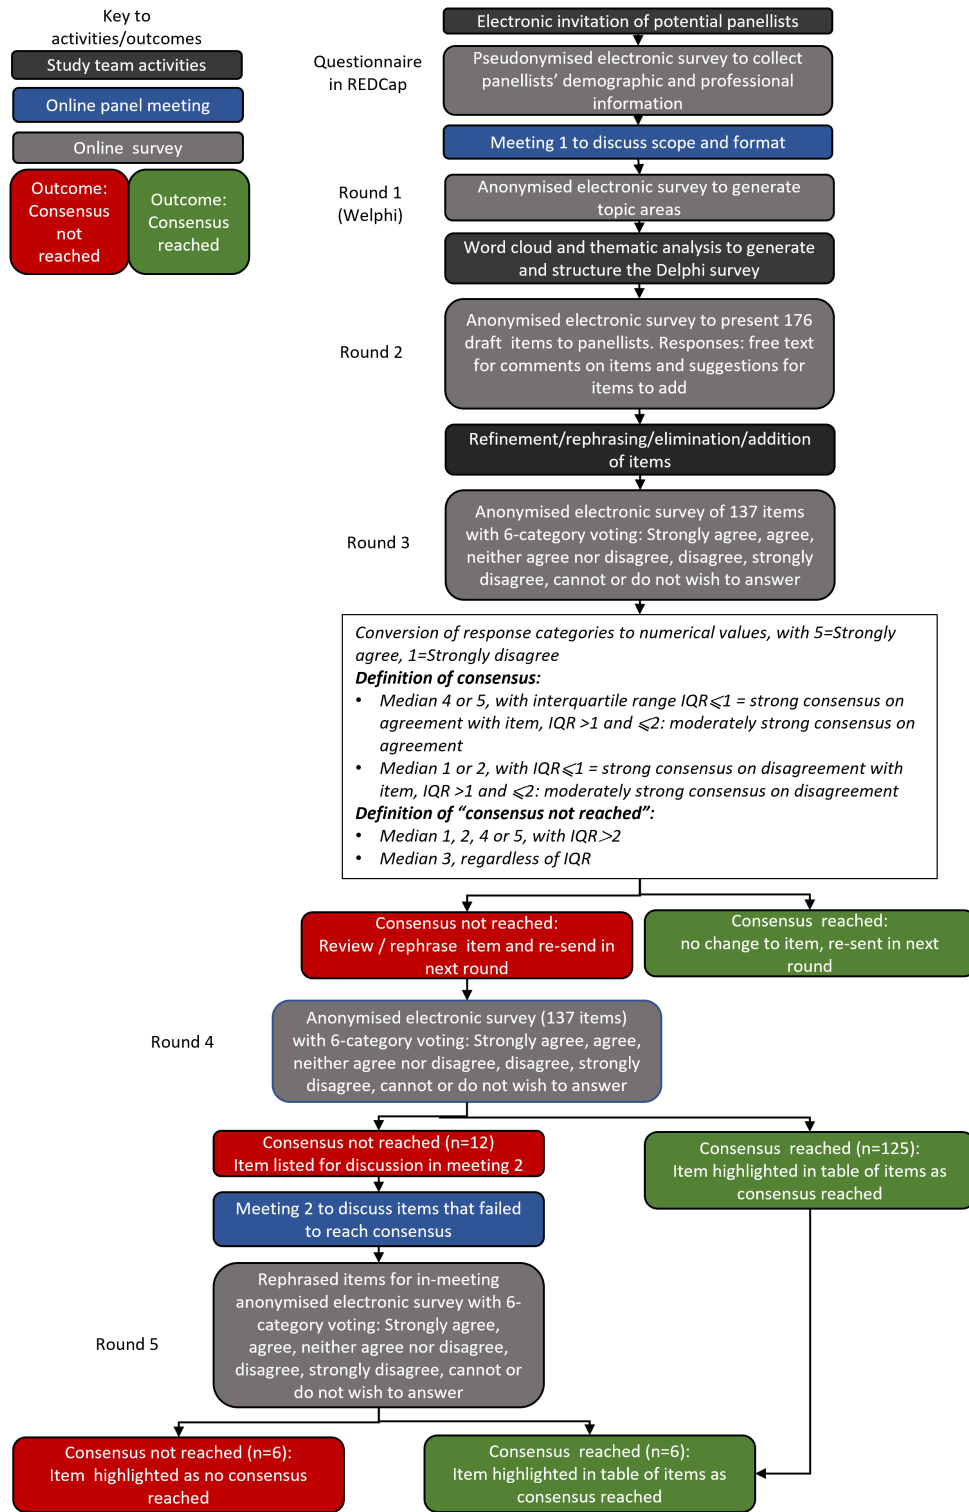 Key to
activities/outcomes
Study team activities
Online panel meeting
Online survey
Outcome:
Consensus
not
reached
Outcome:
Consensus
reached
Electronic invitation of potential panellists
Questionnaire
in REDCap
Pseudonymised electronic survey to collect
panellists’ demographic and professional
information
Meeting 1 to discuss scope and format
Round 1
(Welphi)
Anonymised electronic survey to generate
topic areas
Word cloud and thematic analysis to generate
and structure the Delphi survey
Round 2
Anonymised electronic survey to present 176
draft items to panellists. Responses: free text
for comments on items and suggestions for
items to add
Refinement/rephrasing/elimination/addition
of items
Round 3
Anonymised electronic survey of 137 items
with 6-category voting: Strongly agree, agree,
neither agree nor disagree, disagree, strongly
disagree, cannot or do not wish to answer
Conversion of response categories to numerical values, with 5=Strongly
agree, 1=Strongly disagree
Definition of consensus:
• Median 4 or 5, with interquartile range IQR⩽1 = strong consensus on
agreement with item, IQR >1 and ⩽2: moderately strong consensus on
agreement
• Median 1 or 2, with IQR⩽1 = strong consensus on disagreement with
item, IQR >1 and ⩽2: moderately strong consensus on disagreement
Definition of “consensus not reached”:
• Median 1, 2, 4 or 5, with IQR>2
• Median 3, regardless of IQR
Consensus not reached:
Review / rephrase item and re-send in
next round
Consensus reached:
no change to item, re-sent in next
round
Round 4
Anonymised electronic survey (137 items)
with 6-category voting: Strongly agree, agree,
neither agree nor disagree, disagree, strongly
disagree, cannot or do not wish to answer
Consensus not reached (n=12)
Item listed for discussion in meeting 2
Consensus reached (n=125):
Item highlighted in table of items as
consensus reached
Meeting 2 to discuss items that failed
to reach consensus
Round 5
Rephrased items for in-meeting
anonymised electronic survey with 6-
category voting: Strongly agree,
agree, neither agree nor disagree,
disagree, strongly disagree, cannot or
do not wish to answer
Consensus not reached (n=6):
Item highlighted as no consensus
reached
Consensus reached (n=6):
Item highlighted in table of items as
consensus reached